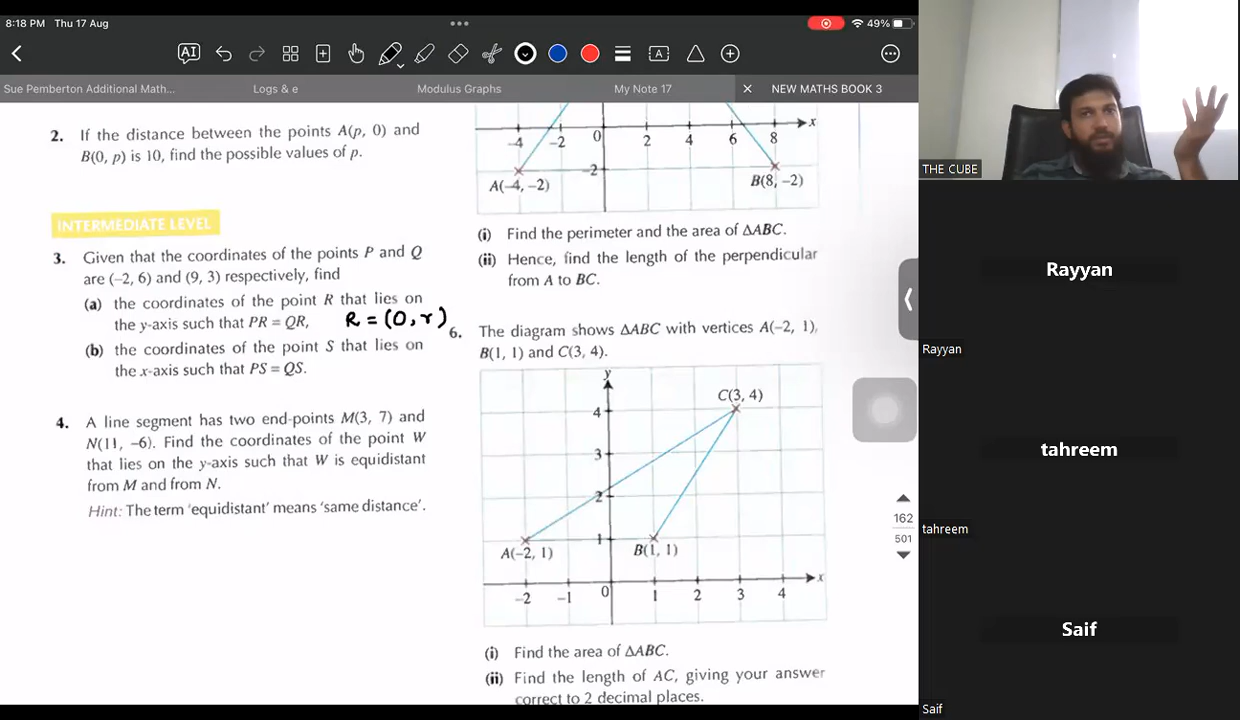 8:18 PM Thu 17 Aug
49%
AI
A
Sue Pemberton Additional Math...
Logs & e
Modulus Graphs
My Note 17
NEW MATHS BOOK 3
2. If the distance between the points A(p, 0) and
B(0, p) is 10, find the possible values of p.
INTERMEDIATE LEVEL
3. Given that the coordinates of the points P and Q
are (–2, 6) and (9, 3) respectively, find
(a) the coordinates of the point R that lies on
the y-axis such that PR = QR,
R = (0, r)
(b) the coordinates of the point S that lies on
the x-axis such that PS = QS.
4. A line segment has two end-points M(3, 7) and
N(11, –6). Find the coordinates of the point W
that lies on the y-axis such that W is equidistant
from M and from N.
Hint: The term 'equidistant' means 'same distance'.
–4 –2 0 2 4 6 8 x
–2
A(–4, –2)
B(8, –2)
(i) Find the perimeter and the area of ΔABC.
(ii) Hence, find the length of the perpendicular
from A to BC.
6. The diagram shows ΔABC with vertices A(–2, 1),
B(1, 1) and C(3, 4).
y
C(3, 4)
4
3
2
1
A(–2, 1)
B(1, 1)
–2 –1 0 1 2 3 4 x
(i) Find the area of ΔABC.
(ii) Find the length of AC, giving your answer
correct to 2 decimal places.
162
501
THE CUBE
Rayyan
Rayyan
tahreem
tahreem
Saif
Saif